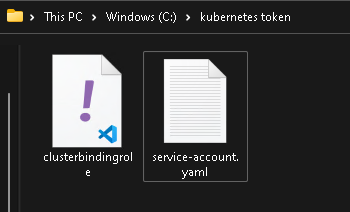 This PC > Windows (C:) > kubernetes token
clusterbindingrol
e
service-account.
yaml